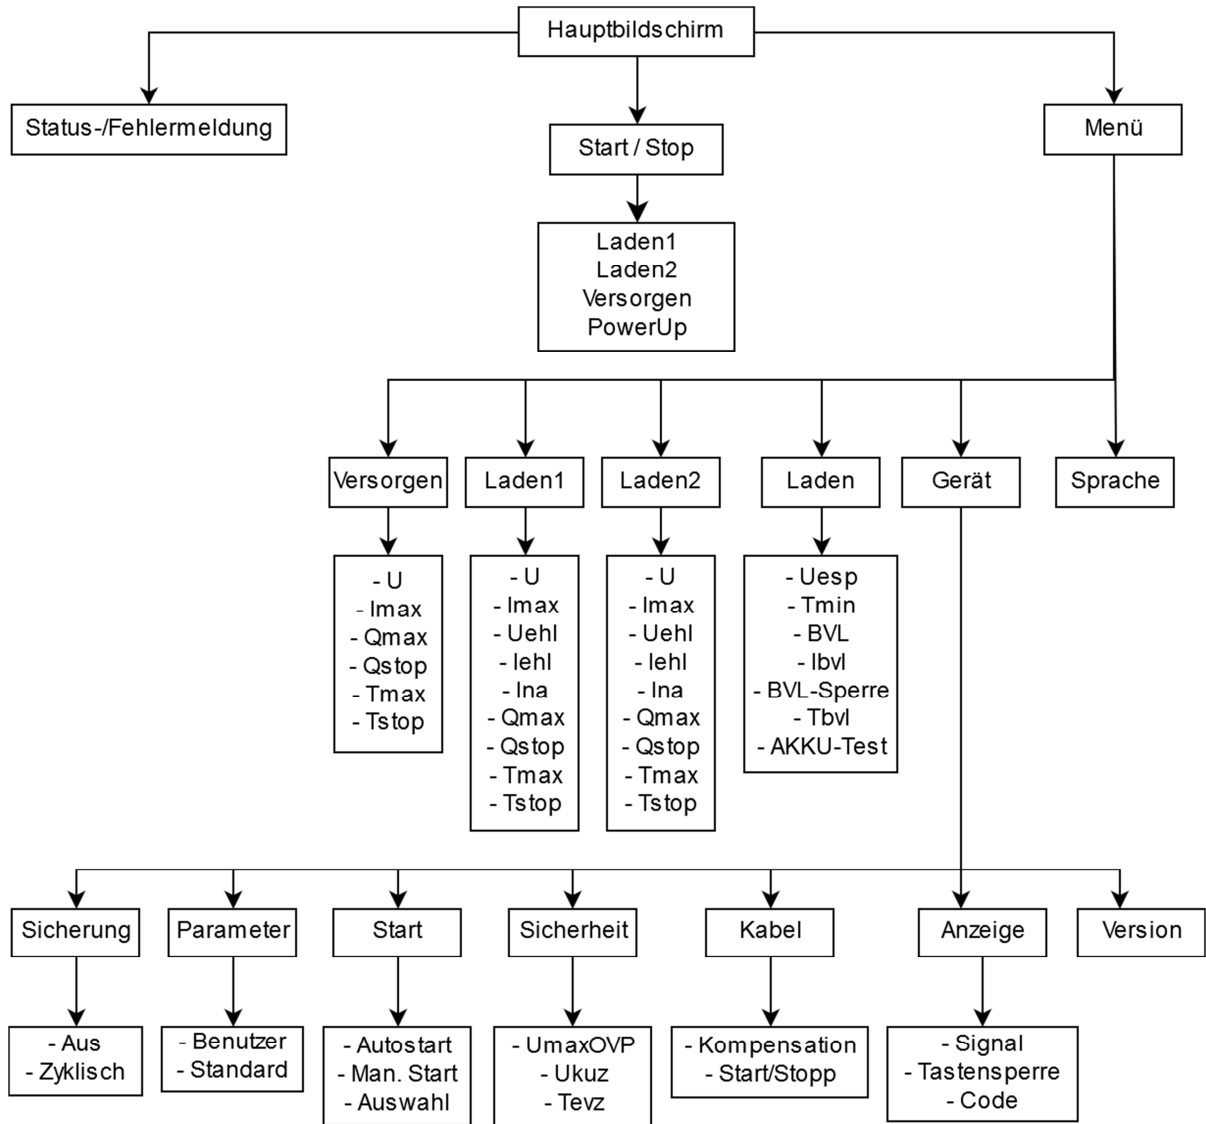 Hauptbildschirm
Status-/Fehlermeldung
Start / Stop
Menü
Laden1
Laden2
Versorgen
PowerUp
Versorgen
Laden1
Laden2
Laden
Gerät
Sprache
- U
- Imax
- Qmax
- Qstop
- Tmax
- Tstop
- U
- Imax
- Uehl
- Iehl
- Ina
- Qmax
- Qstop
- Tmax
- Tstop
- U
- Imax
- Uehl
- Iehl
- Ina
- Qmax
- Qstop
- Tmax
- Tstop
- Uesp
- Tmin
- BVL
- Ibvl
- BVL-Sperre
- Tbvl
- AKKU-Test
Sicherung
Parameter
Start
Sicherheit
Kabel
Anzeige
Version
- Aus
- Zyklisch
- Benutzer
- Standard
- Autostart
- Man. Start
- Auswahl
- UmaxOVP
- Ukuz
- Tevz
- Kompensation
- Start/Stopp
- Signal
- Tastensperre
- Code